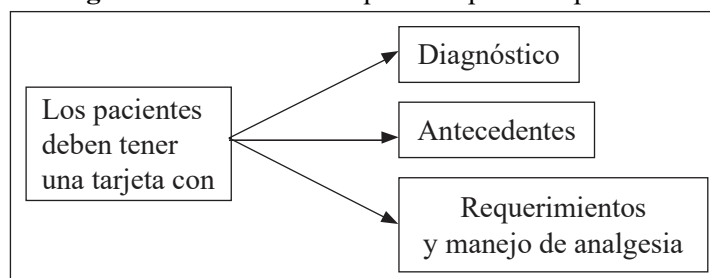 Los pacientes
deben tener
una tarjeta con
Diagnóstico
Antecedentes
Requerimientos
y manejo de analgesia